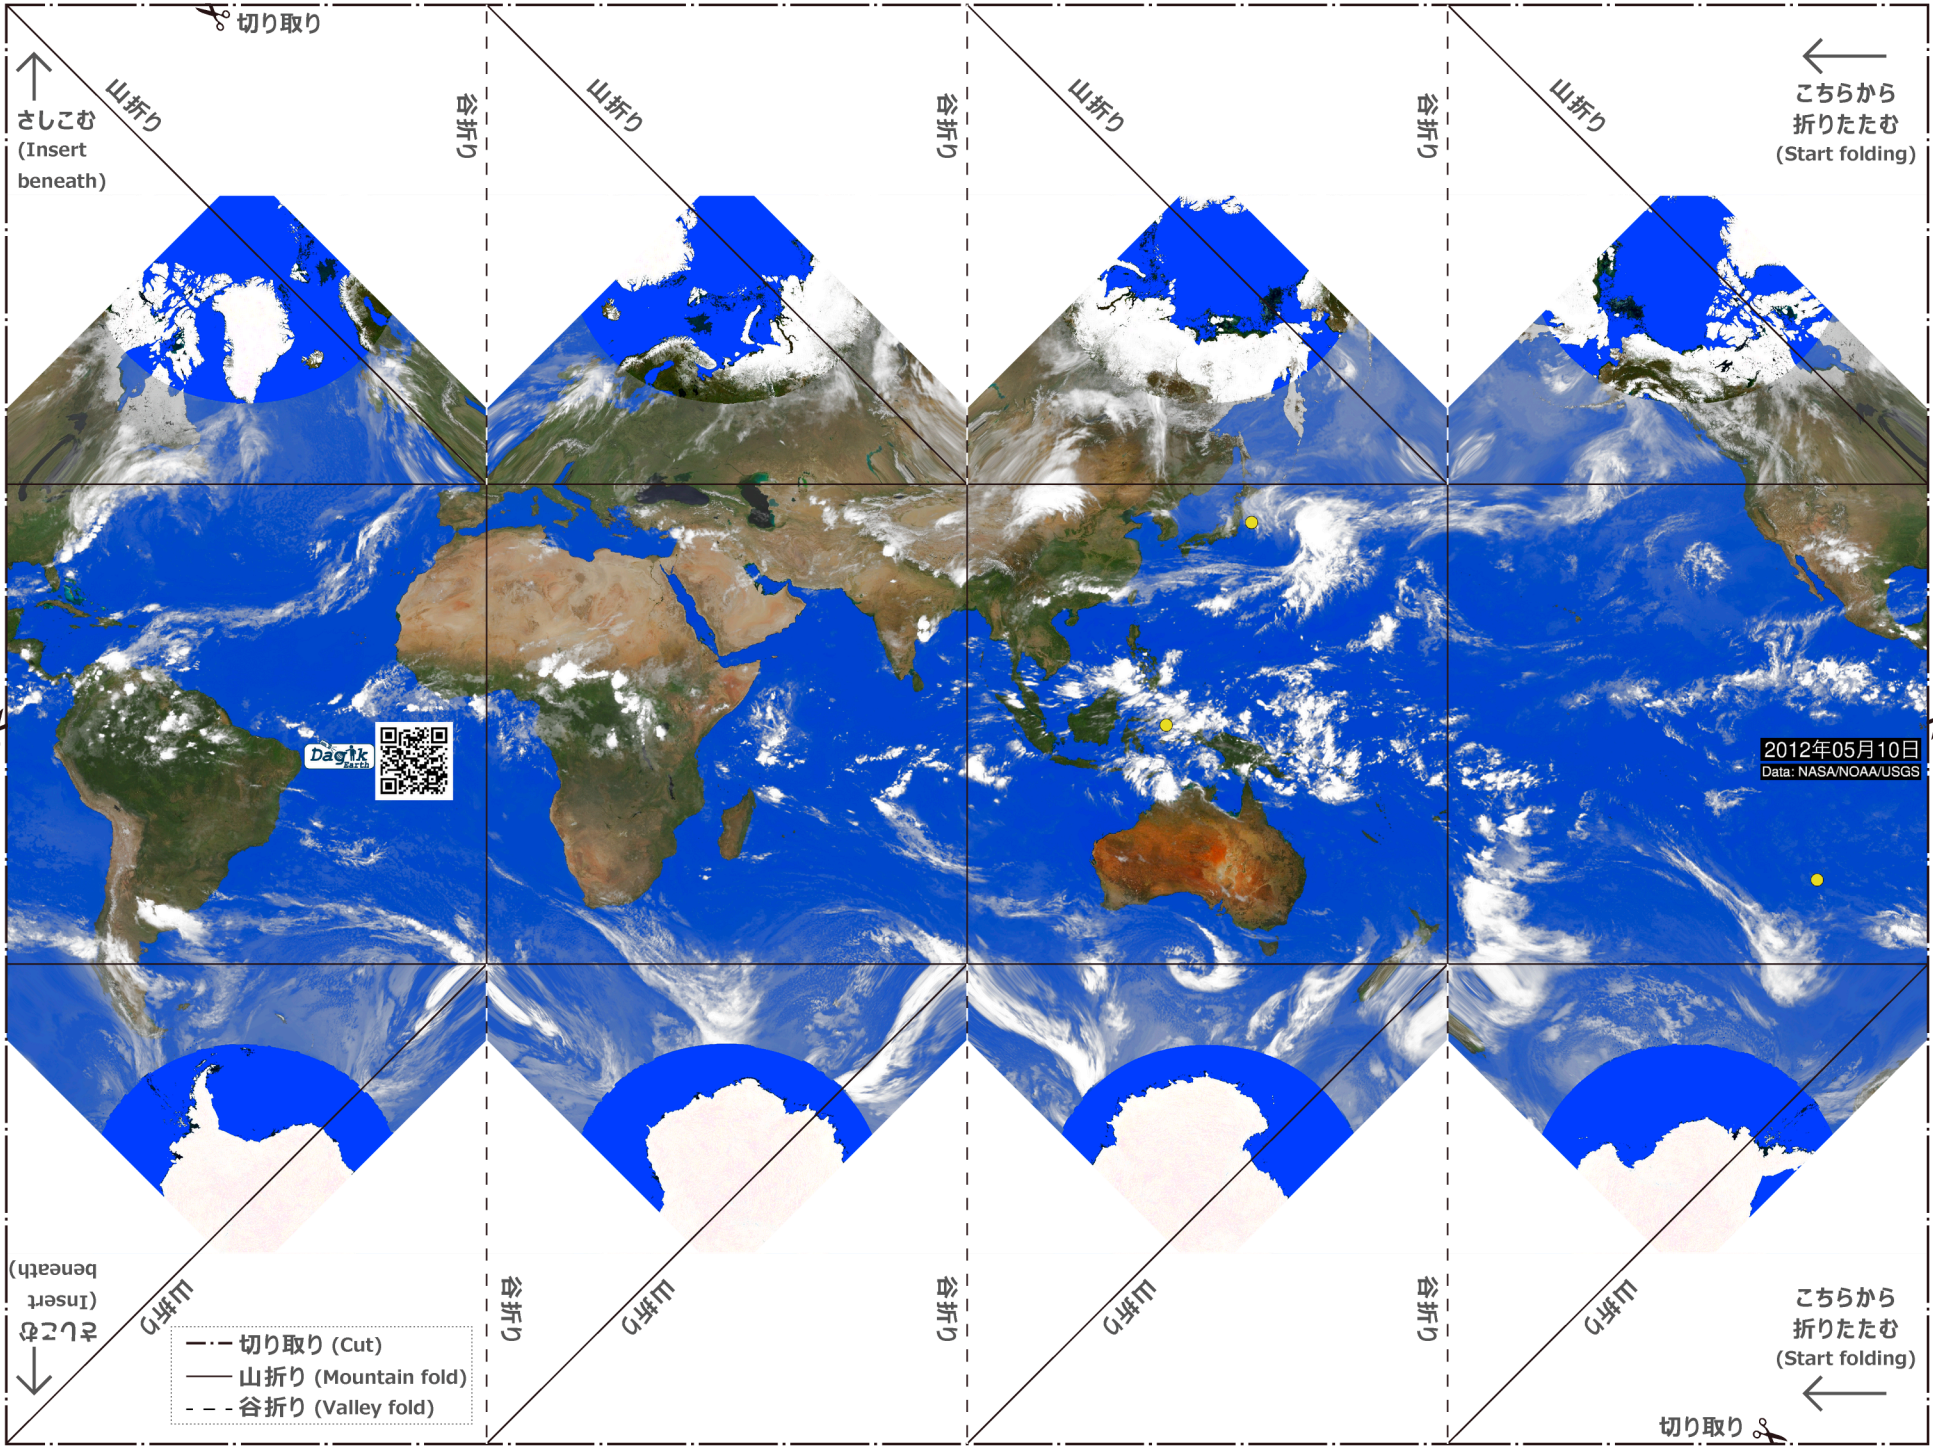 切り取り
さしこむ
(Insert
beneath)
山折り
谷折り
山折り
谷折り
山折り
谷折り
山折り
こちらから
折りたたむ
(Start folding)
Dagik
Earth
2012年05月10日
Data: NASA/NOAA/USGS
さしこむ
(Insert
beneath)
山折り
谷折り
山折り
谷折り
山折り
谷折り
山折り
こちらから
折りたたむ
(Start folding)
切り取り (Cut)
山折り (Mountain fold)
谷折り (Valley fold)
切り取り